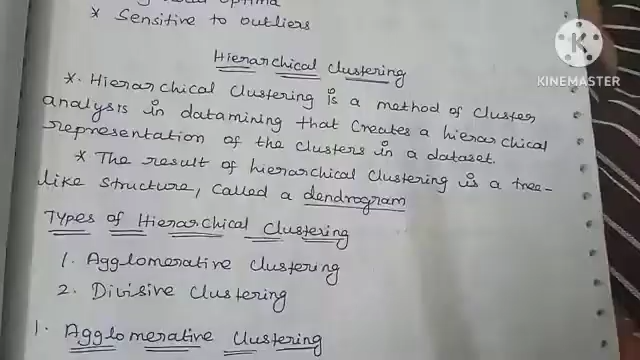 * Sensitive to outliers
Hierarchical Clustering
* Hierarchical Clustering is a method of cluster
analysis in datamining that creates a hierarchical
representation of the clusters in a dataset.
* The result of hierarchical clustering is a tree-
like structure, called a dendrogram
Types of Hierarchical Clustering
1. Agglomerative clustering
2. Divisive clustering
1. Agglomerative clustering
KINEMASTER